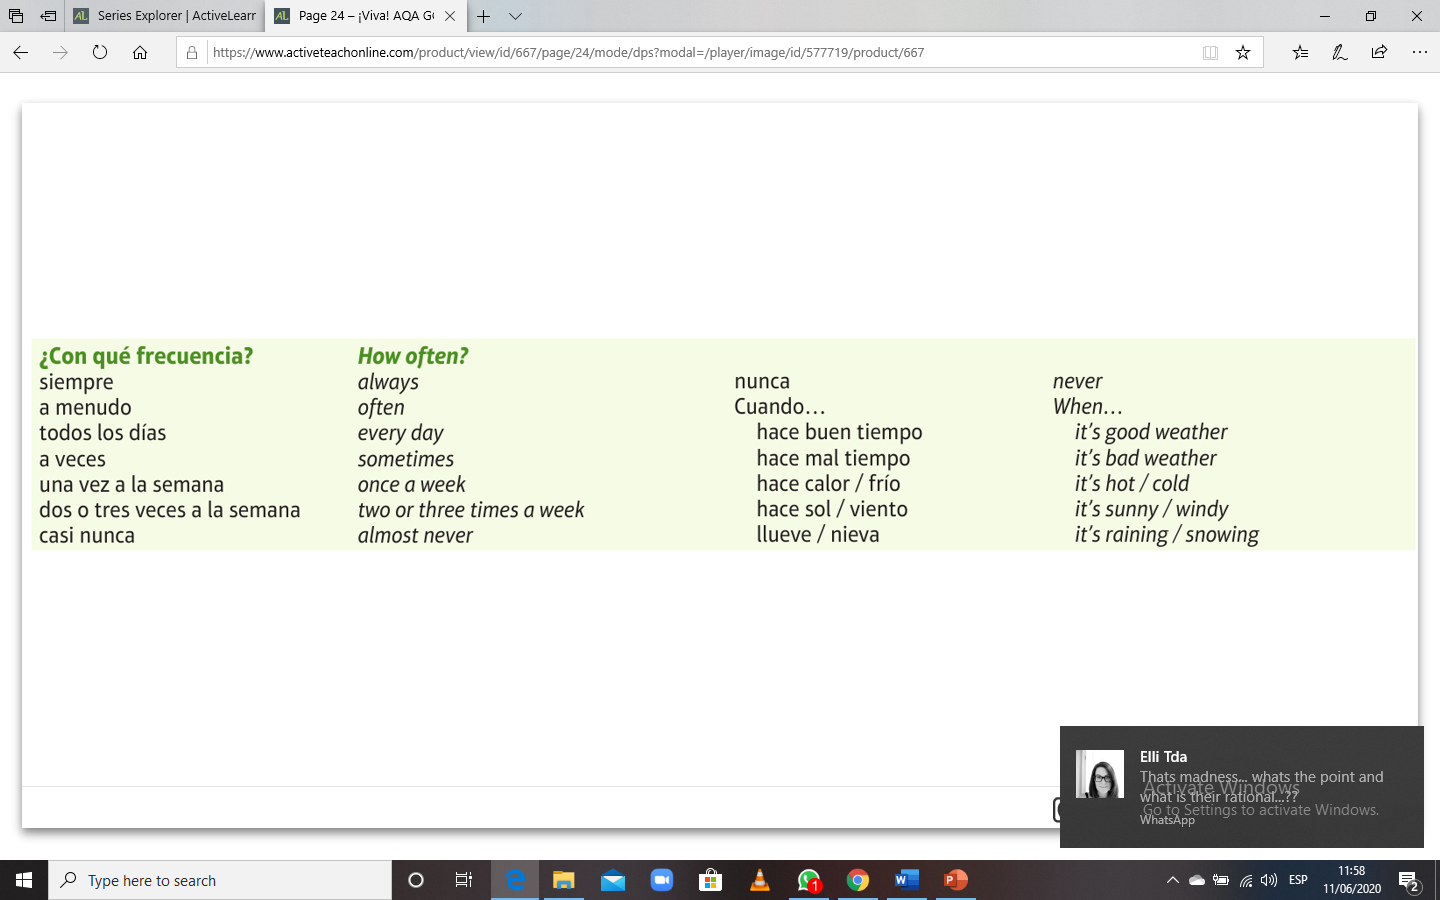 Series Explorer | ActiveLearn
Page 24 – ¡Viva! AQA GC
https://www.activeteachonline.com/product/view/id/667/page/24/mode/dps?modal=/player/image/id/577719/product/667
¿Con qué frecuencia? How often?
siempre always nunca never
a menudo often Cuando… When…
todos los días every day hace buen tiempo it's good weather
a veces sometimes hace mal tiempo it's bad weather
una vez a la semana once a week hace calor / frío it's hot / cold
dos o tres veces a la semana two or three times a week hace sol / viento it's sunny / windy
casi nunca almost never llueve / nieva it's raining / snowing
Elli Tda
Thats madness... whats the point and
what is their rational...??
WhatsApp
Activate Windows
Go to Settings to activate Windows.
Type here to search
1
ESP
11:58
11/06/2020
2